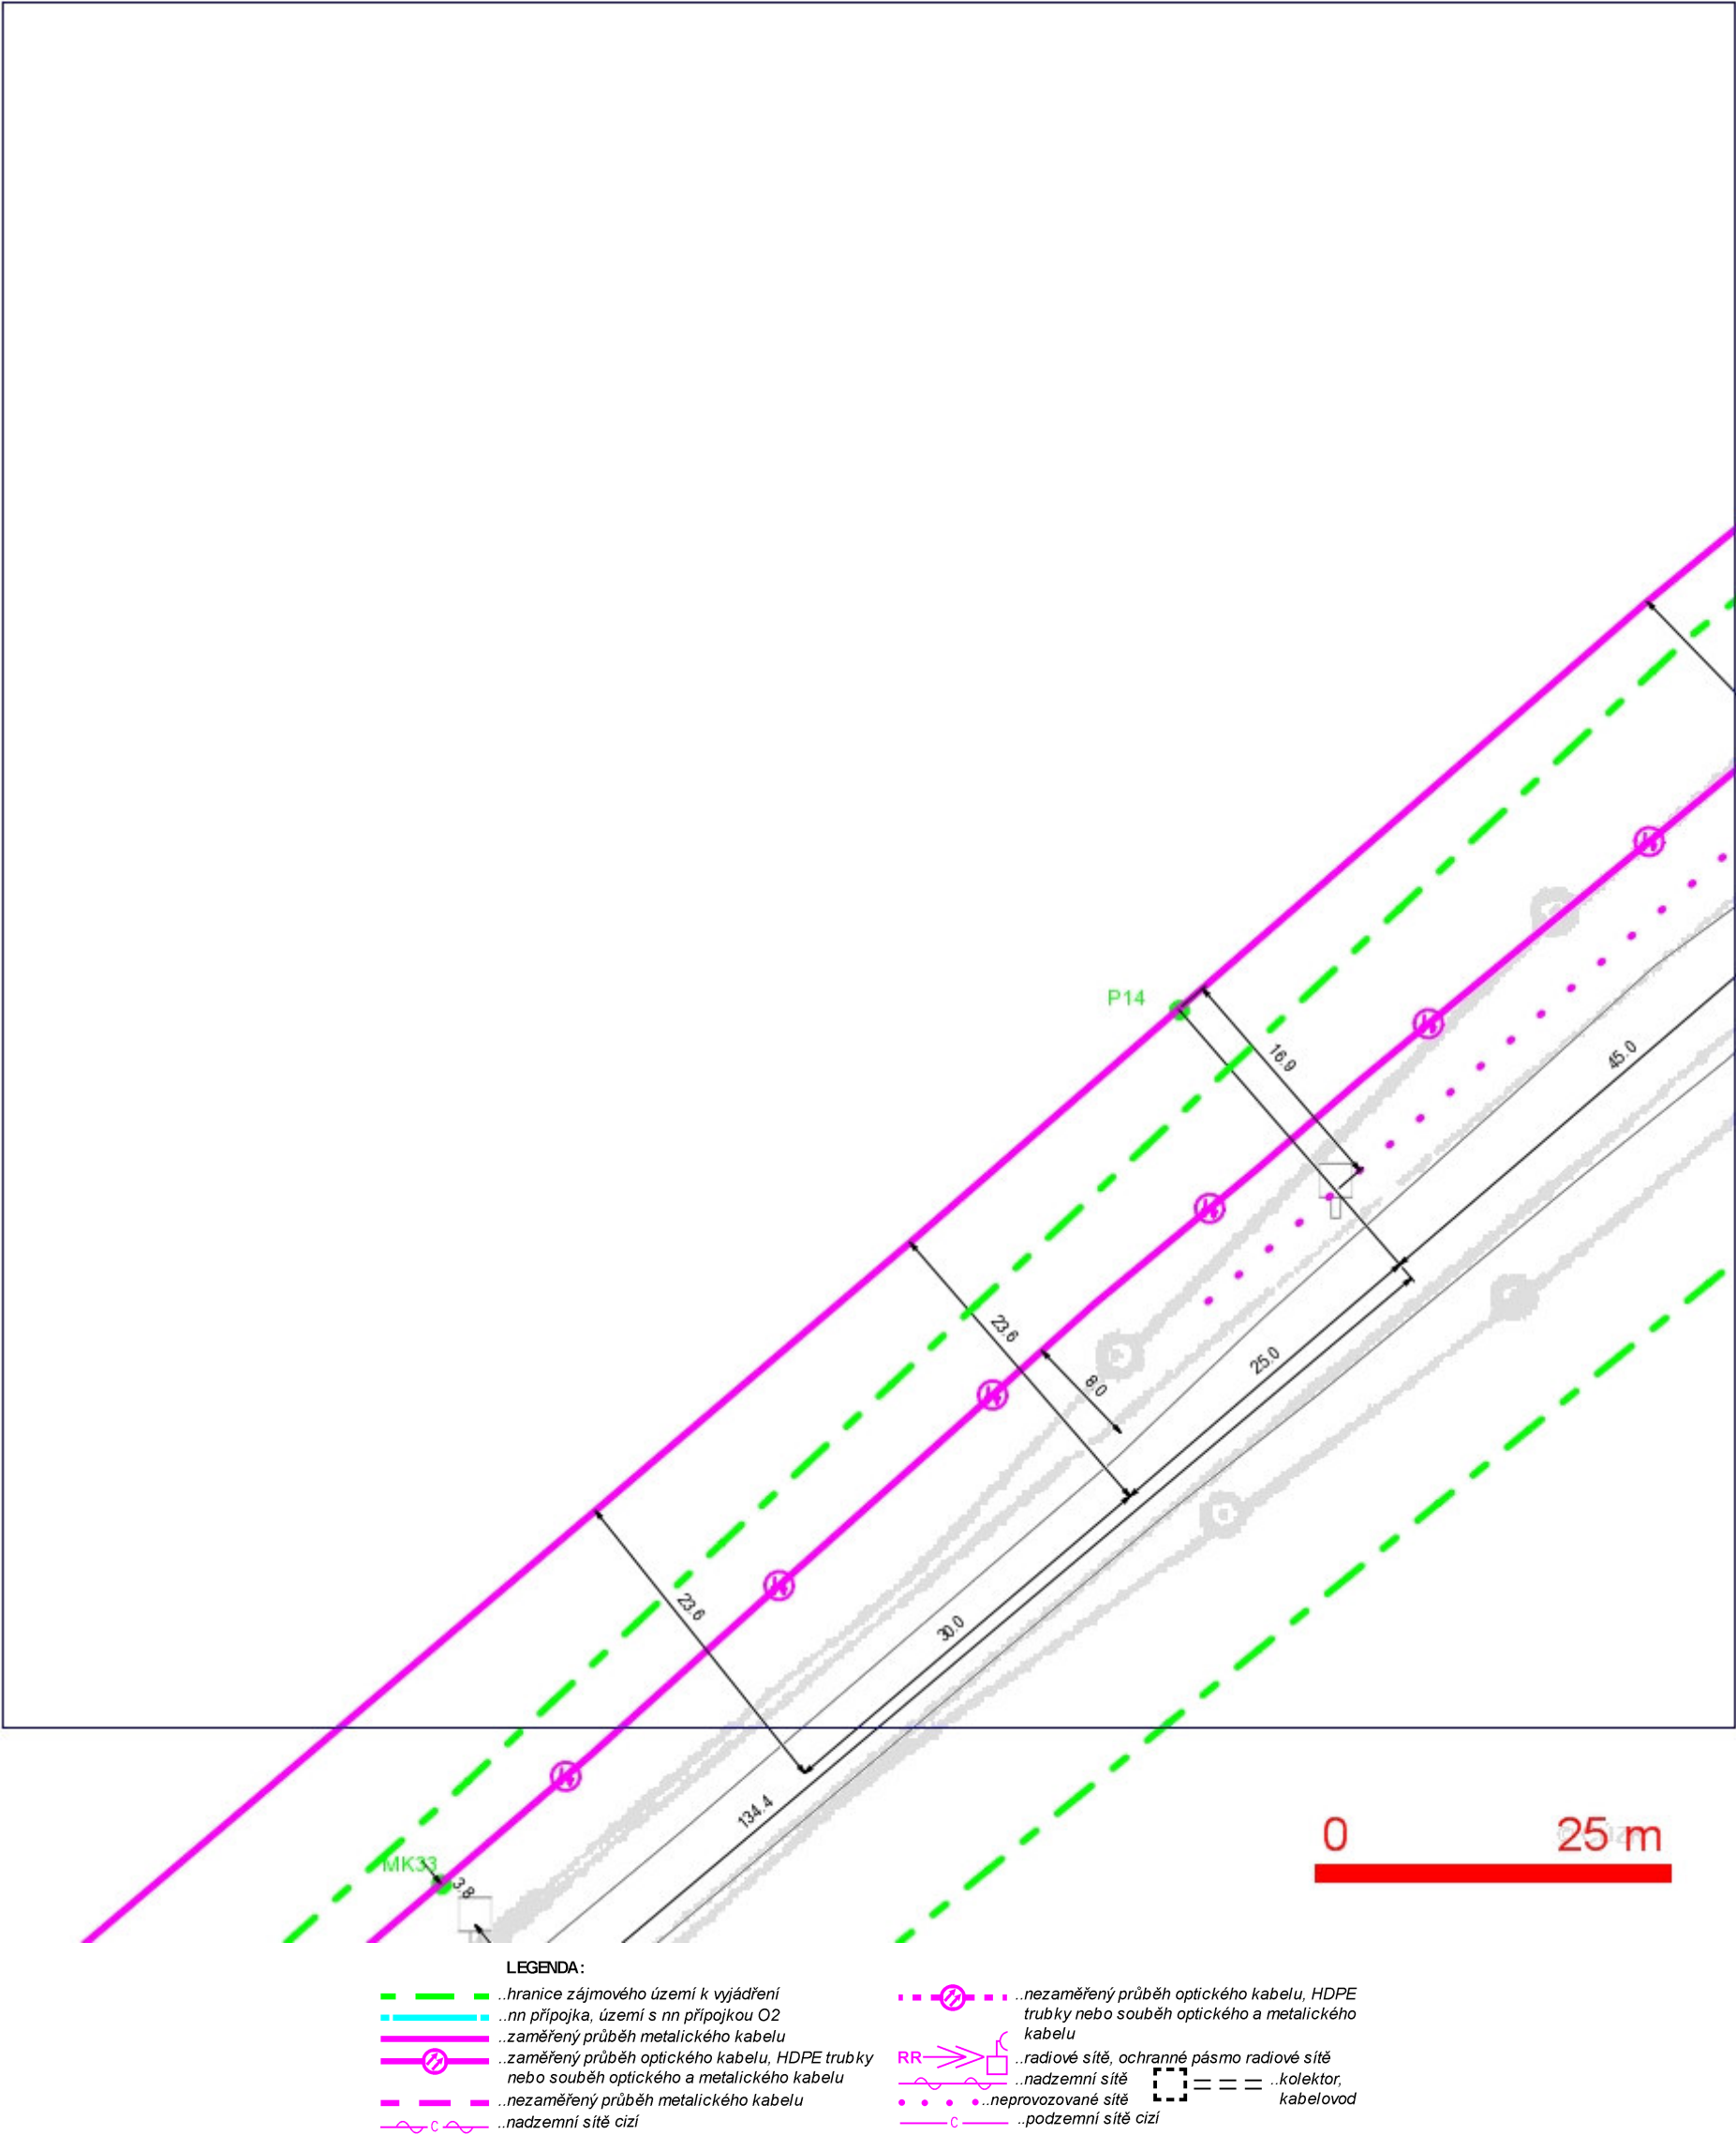 P14
16.9
45.0
23.6
8.0
25.0
23.6
30.0
134.4
MK33
3.8
0 25 m
LEGENDA:
..hranice zájmového území k vyjádření
..nn přípojka, území s nn přípojkou O2
..zaměřený průběh metalického kabelu
..zaměřený průběh optického kabelu, HDPE trubky
nebo souběh optického a metalického kabelu
..nezaměřený průběh metalického kabelu
C ..nadzemní sítě cizí
..nezaměřený průběh optického kabelu, HDPE
trubky nebo souběh optického a metalického
kabelu
RR ..radiové sítě, ochranné pásmo radiové sítě
..nadzemní sítě
..kolektor,
kabelovod
..neprovozované sítě
C ..podzemní sítě cizí